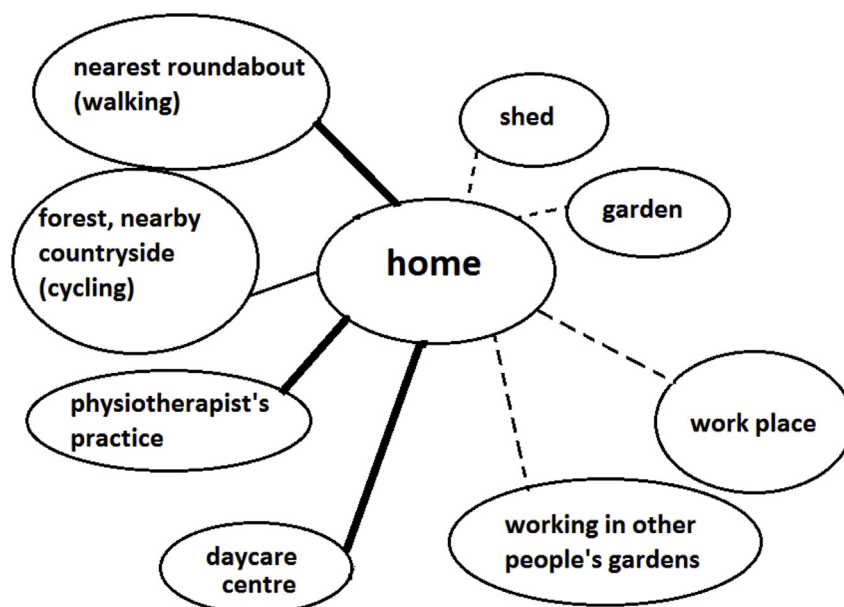 nearest roundabout
(walking)
shed
forest, nearby
countryside
(cycling)
garden
home
physiotherapist's
practice
work place
working in other
people's gardens
daycare
centre